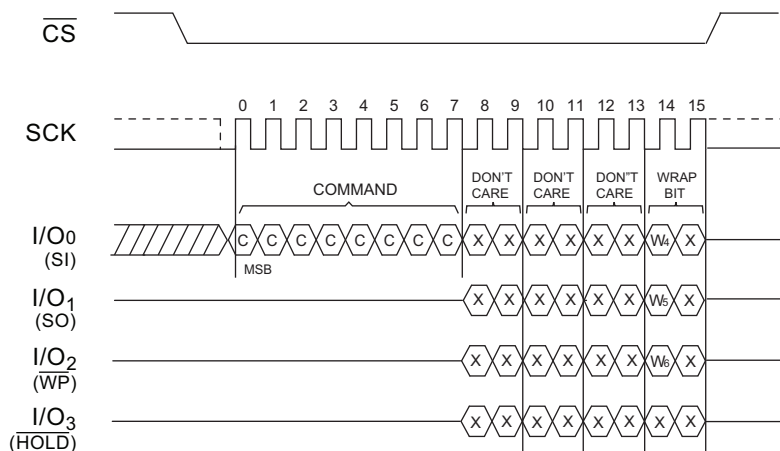 CS
0 1 2 3 4 5 6 7 8 9 10 11 12 13 14 15
SCK
COMMAND
DON'T CARE
DON'T CARE
DON"T CARE
WRAP BIT
I/O0
(SI)
C C C C C C C C X X X X X X W4 X
MSB
I/O1
(SO)
X X X X X X W5 X
I/O2
(WP)
X X X X X X W6 X
I/O3
(HOLD)
X X X X X X X X